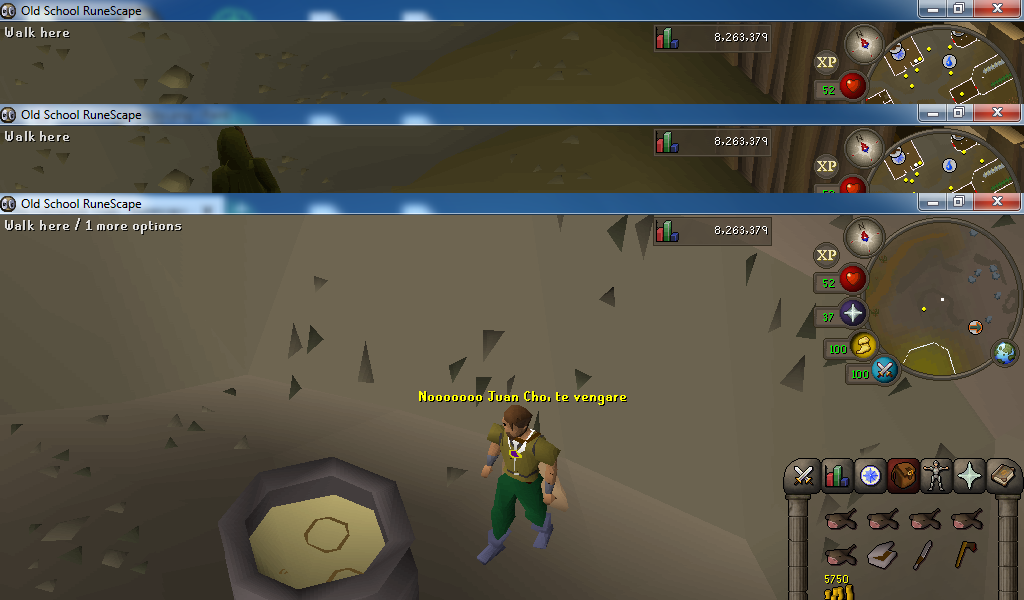 Old School RuneScape
Walk here
8,263,379
XP
52
Old School RuneScape
Walk here
8,263,379
XP
Old School RuneScape
Walk here / 1 more options
8,263,379
XP
52
37
100
100
Nooooooo Juan Cho, te vengare
5750